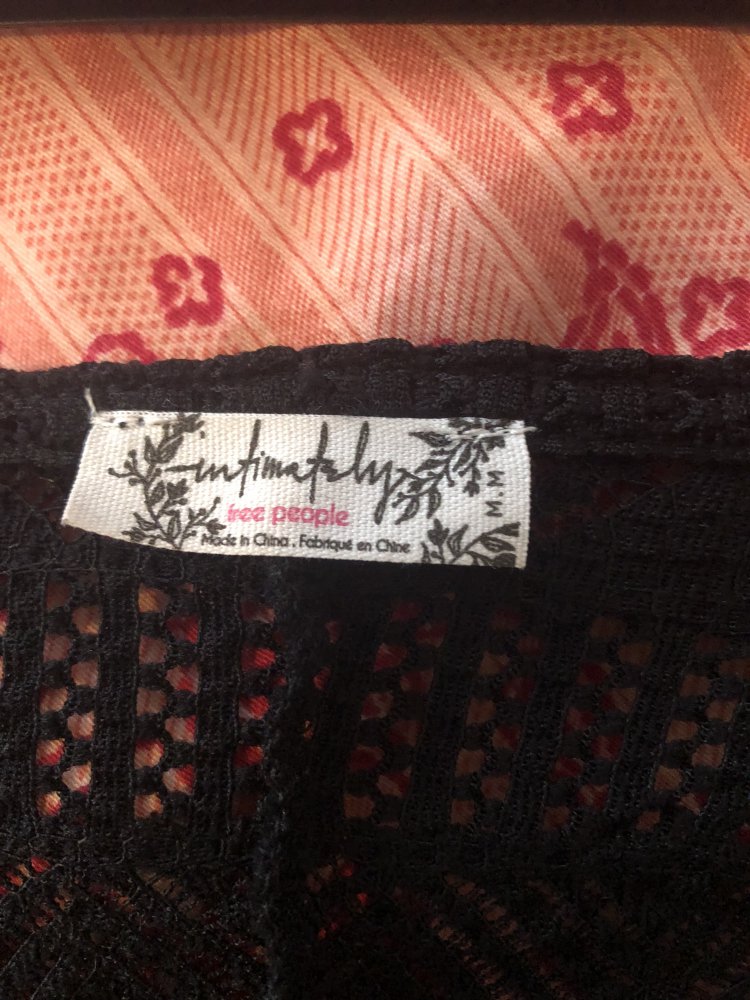 intimately
free people
Made in China . Fabriqué en Chine
M.M